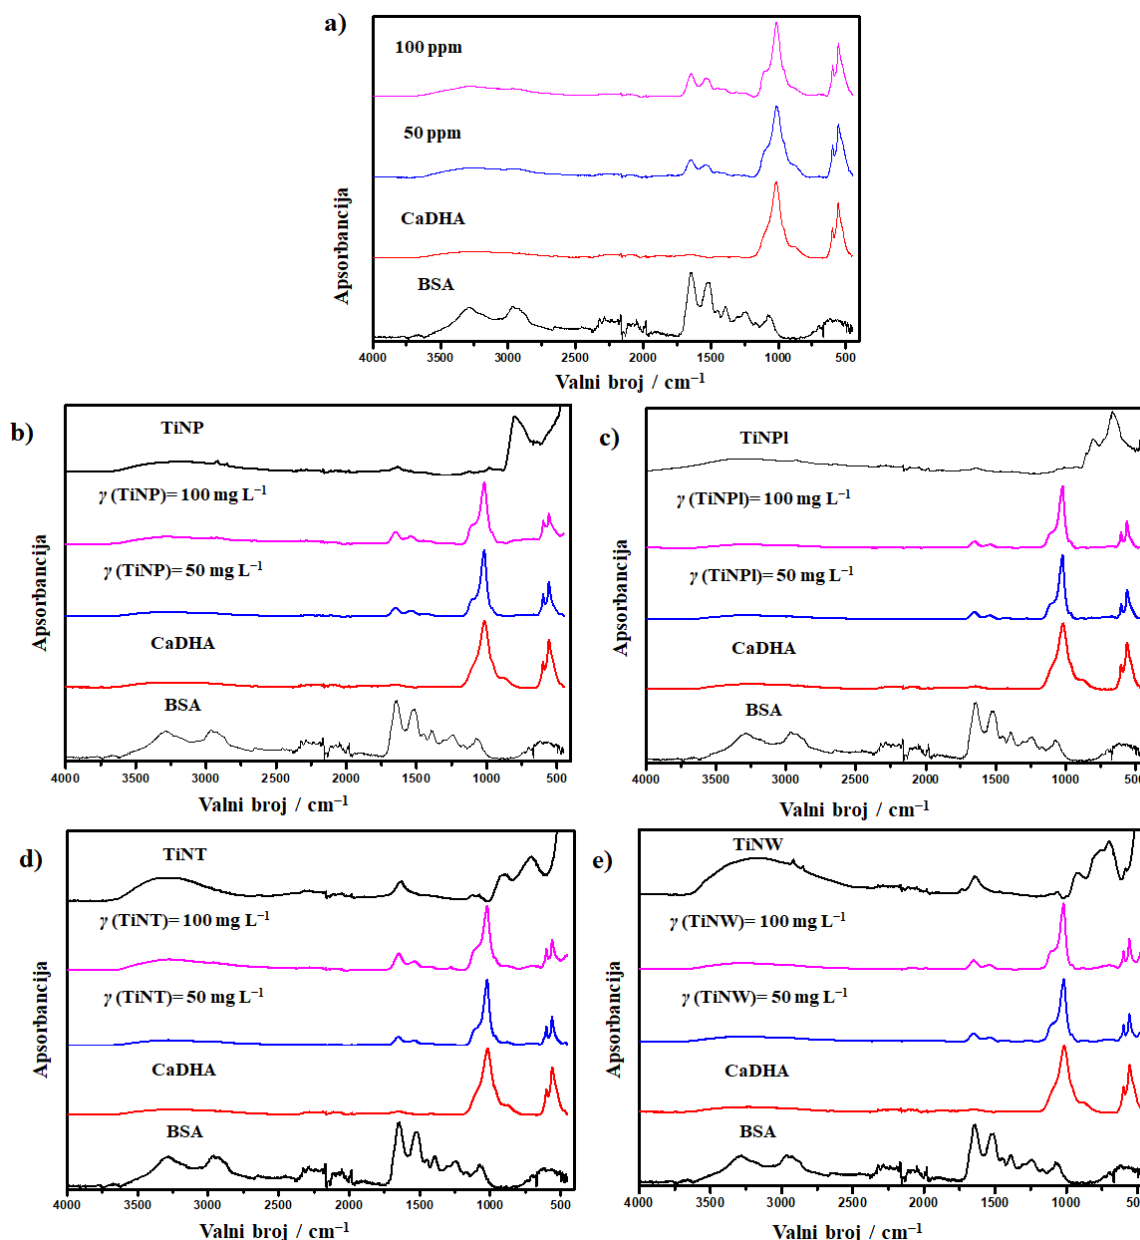 a)
100 ppm
50 ppm
CaDHA
BSA
Apsorbancija
4000 3500 3000 2500 2000 1500 1000 500
Valni broj / cm⁻¹
b)
TiNP
γ (TiNP)= 100 mg L⁻¹
γ (TiNP)= 50 mg L⁻¹
CaDHA
BSA
Apsorbancija
4000 3500 3000 2500 2000 1500 1000 500
Valni broj / cm⁻¹
c)
TiNPl
γ (TiNPl)= 100 mg L⁻¹
γ (TiNPl)= 50 mg L⁻¹
CaDHA
BSA
Apsorbancija
4000 3500 3000 2500 2000 1500 1000 500
Valni broj / cm⁻¹
d)
TiNT
γ (TiNT)= 100 mg L⁻¹
γ (TiNT)= 50 mg L⁻¹
CaDHA
BSA
Apsorbancija
4000 3500 3000 2500 2000 1500 1000 500
Valni broj / cm⁻¹
e)
TiNW
γ (TiNW)= 100 mg L⁻¹
γ (TiNW)= 50 mg L⁻¹
CaDHA
BSA
Apsorbancija
4000 3500 3000 2500 2000 1500 1000 500
Valni broj / cm⁻¹